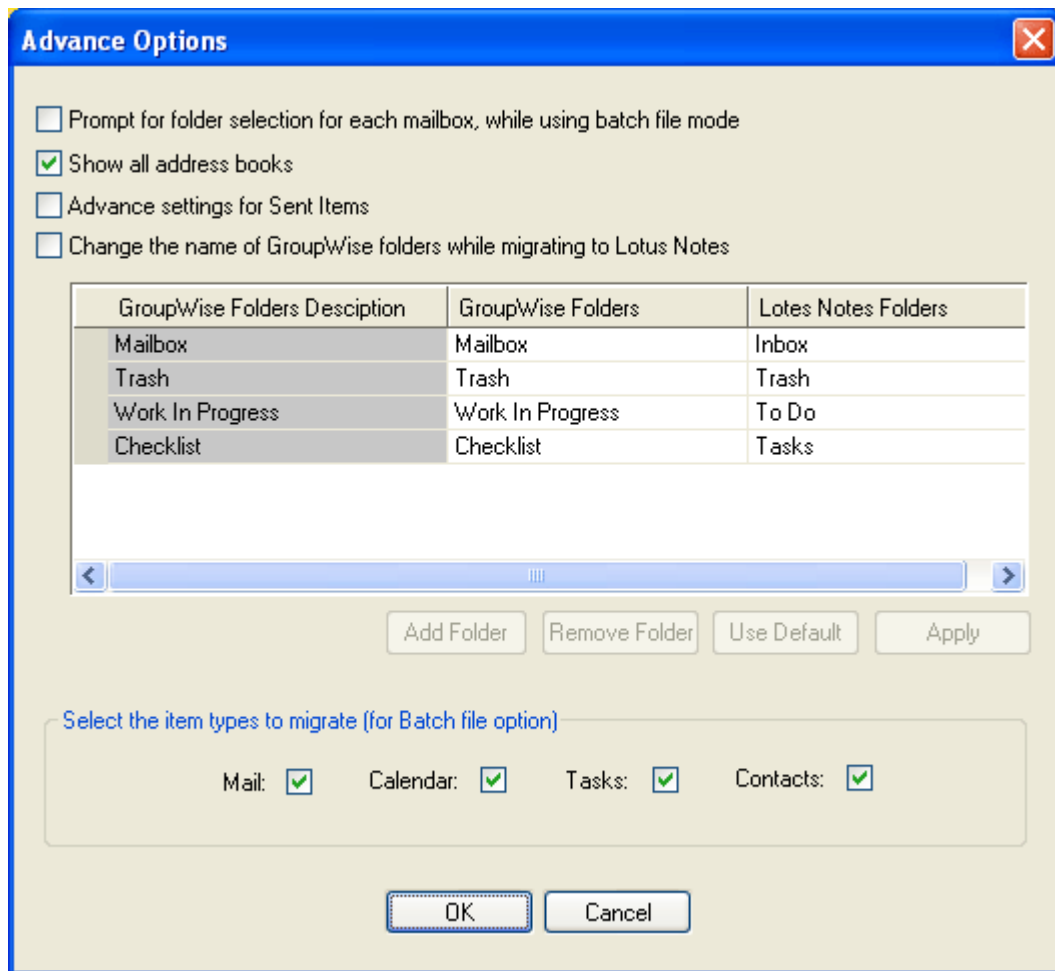 Advance Options
Prompt for folder selection for each mailbox, while using batch file mode
Show all address books
Advance settings for Sent Items
Change the name of GroupWise folders while migrating to Lotus Notes
GroupWise Folders Desciption GroupWise Folders Lotes Notes Folders
Mailbox Mailbox Inbox
Trash Trash Trash
Work In Progress Work In Progress To Do
Checklist Checklist Tasks
Add Folder Remove Folder Use Default Apply
Select the item types to migrate (for Batch file option)
Mail: Calendar: Tasks: Contacts:
OK Cancel